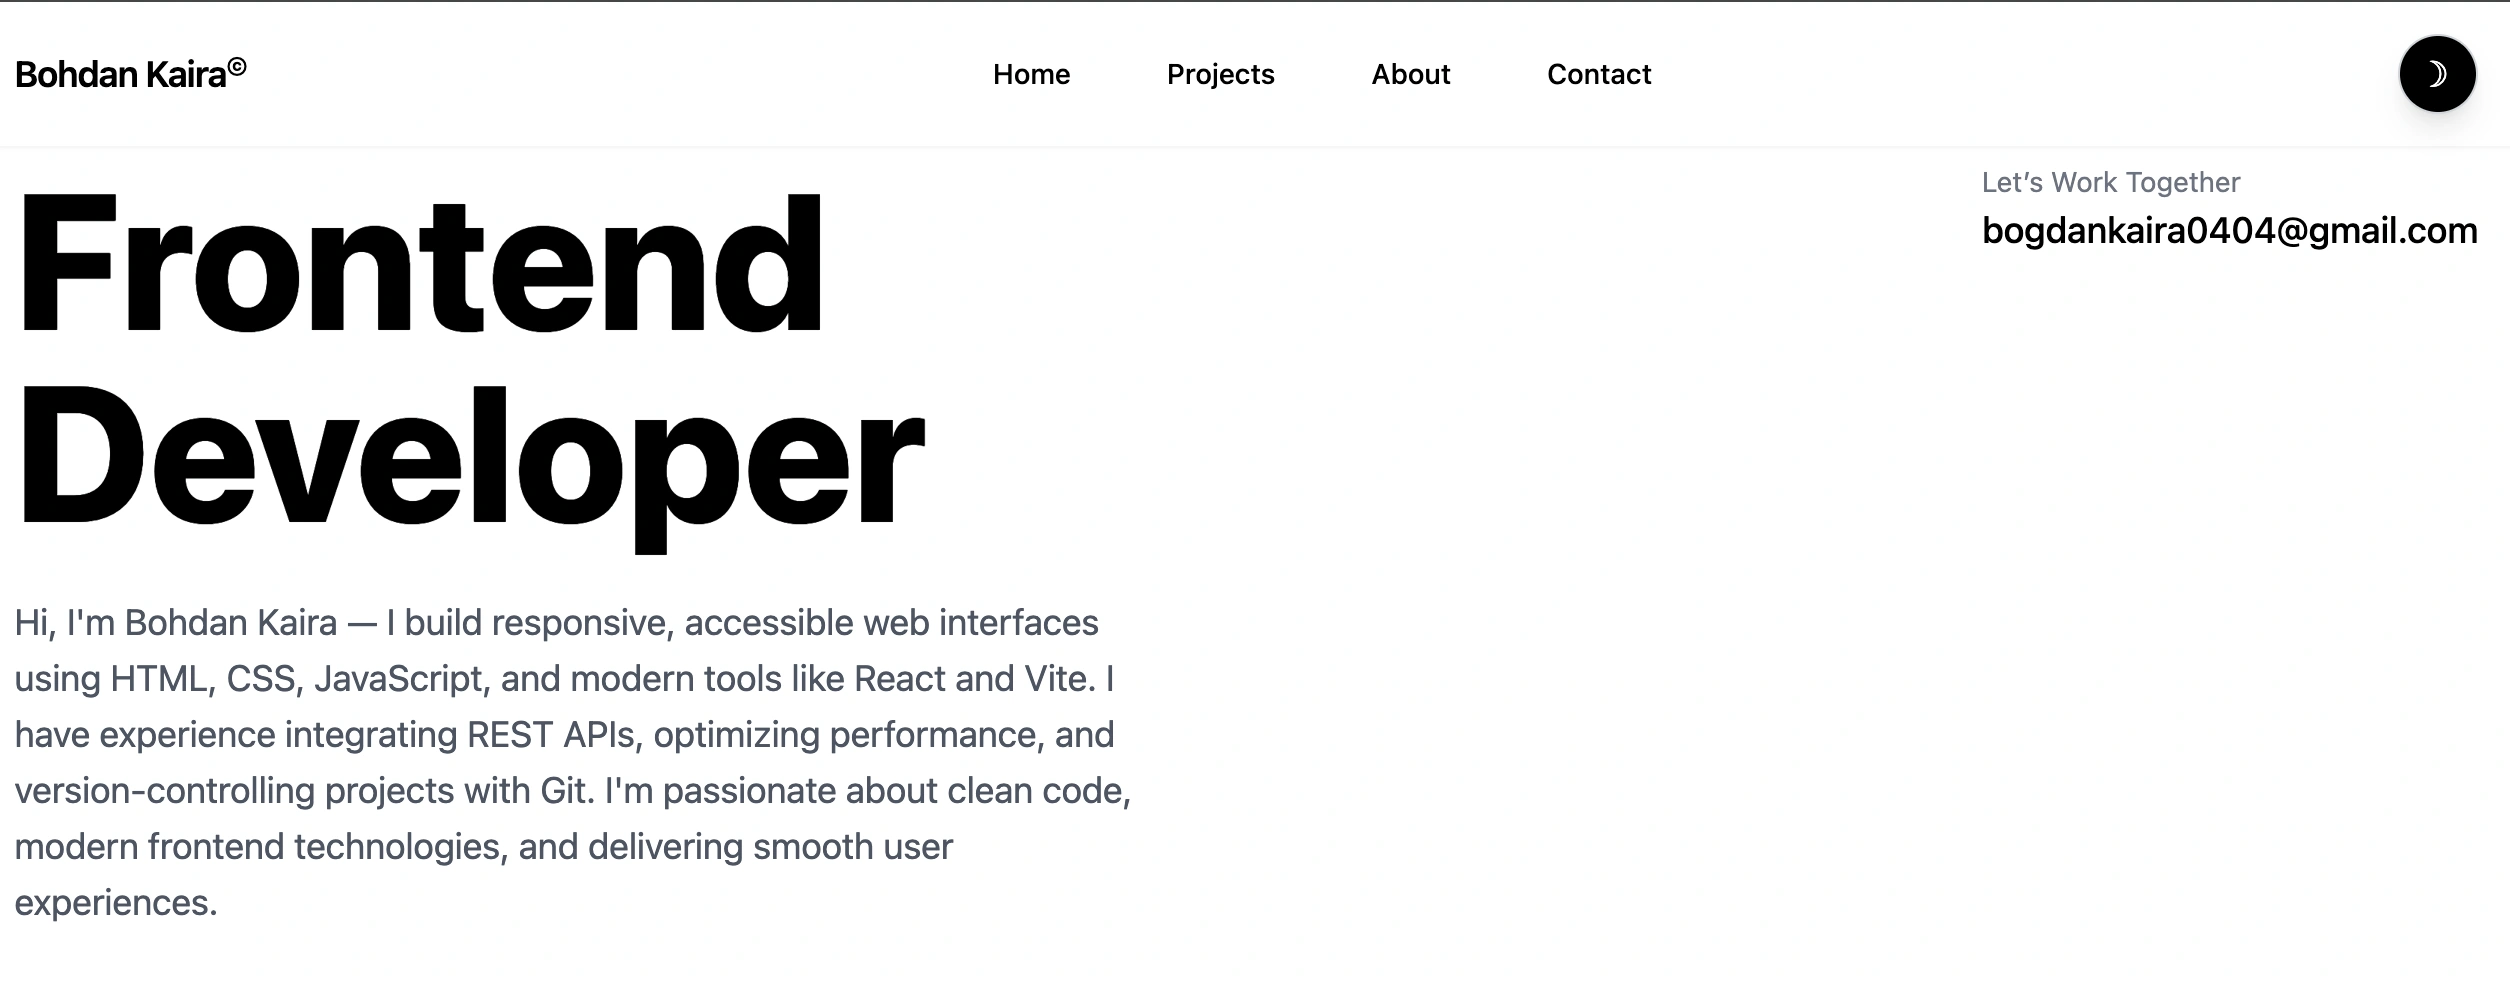 Bohdan Kaira©
Home
Projects
About
Contact
Let’s Work Together
bogdankaira0404@gmail.com
Frontend
Developer
Hi, I'm Bohdan Kaira — I build responsive, accessible web interfaces
using HTML, CSS, JavaScript, and modern tools like React and Vite. I
have experience integrating REST APIs, optimizing performance, and
version-controlling projects with Git. I'm passionate about clean code,
modern frontend technologies, and delivering smooth user
experiences.